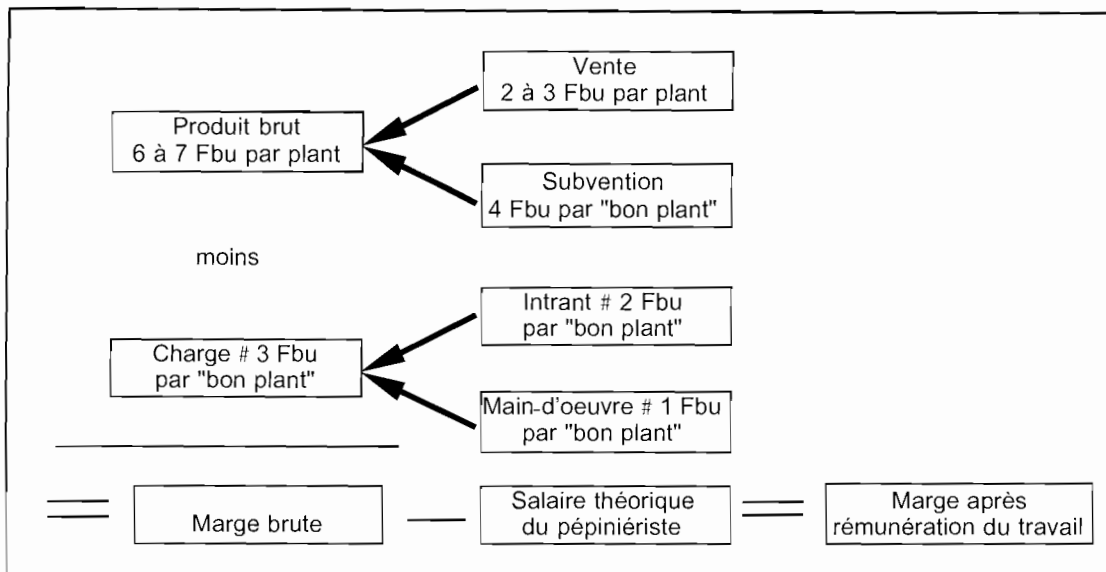 Vente
2 à 3 Fbu par plant
Produit brut
6 à 7 Fbu par plant
Subvention
4 Fbu par "bon plant"
moins
Intrant # 2 Fbu
par "bon plant"
Charge # 3 Fbu
par "bon plant"
Main-d'oeuvre # 1 Fbu
par "bon plant"
Marge brute
Salaire théorique
du pépiniériste
Marge après
rémunération du travail